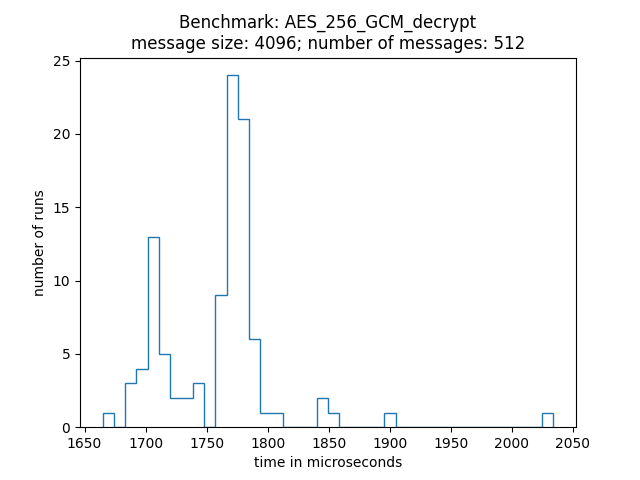 Benchmark: AES_256_GCM_decrypt
message size: 4096; number of messages: 512
25
20
15
10
5
0
number of runs
1650 1700 1750 1800 1850 1900 1950 2000 2050
time in microseconds